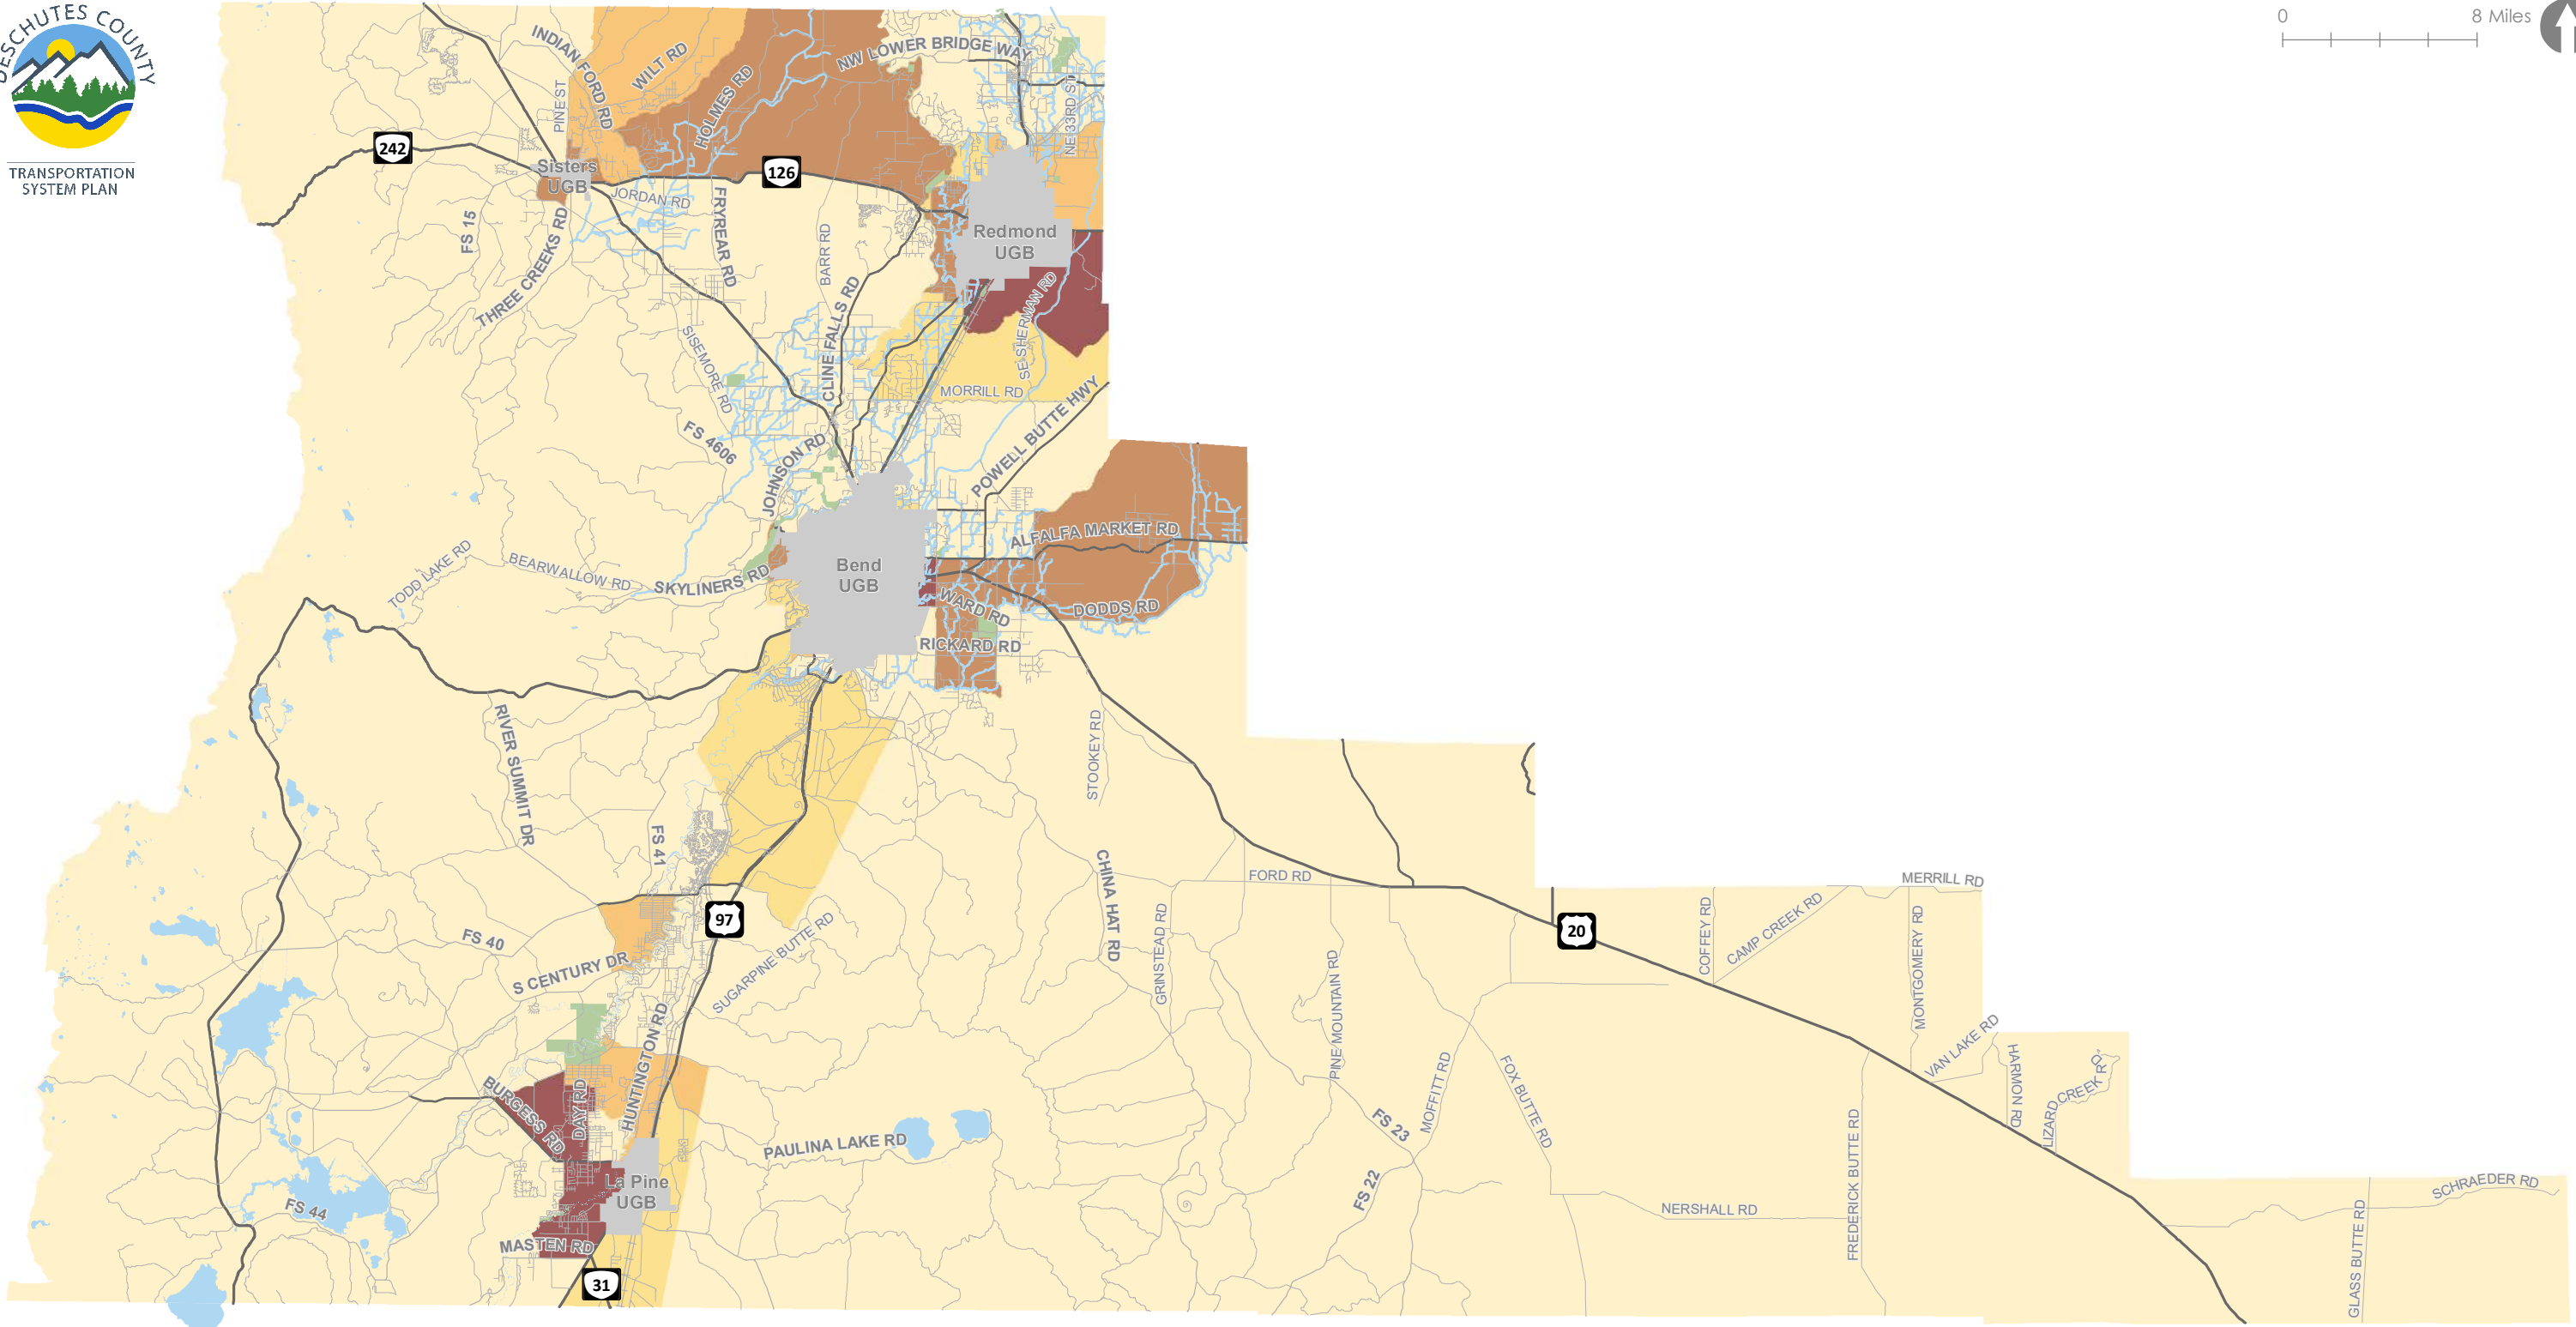 DESCHUTES COUNTY
TRANSPORTATION
SYSTEM PLAN
0 8 Miles
INDIAN FORD RD
WILT RD
HOLMES RD
NW LOWER BRIDGE WAY
PINE ST
NE 33RD ST
242
Sisters
UGB
126
JORDAN RD
FRYREAR RD
FS 15
THREE CREEKS RD
BARR RD
Redmond
UGB
CLINE FALLS RD
SE SHERMAN RD
SISEMORE RD
MORRILL RD
POWELL BUTTE HWY
FS 4606
JOHNSON RD
ALFALFA MARKET RD
Bend
UGB
TODD LAKE RD
BEARWALLOW RD
SKYLINERS RD
WARD RD
DODDS RD
RICKARD RD
RIVER SUMMIT DR
STOOKEY RD
FS 41
CHINA HAT RD
FORD RD
MERRILL RD
97
20
FS 40
S CENTURY DR
SUGARPINE BUTTE RD
GRINSTEAD RD
PINE MOUNTAIN RD
COFFEY RD
CAMP CREEK RD
MONTGOMERY RD
HUNTINGTON RD
VAN LAKE RD
HARMON RD
LIZARD CREEK RD
BURGESS RD
DAY RD
MOFFITT RD
FOX BUTTE RD
FS 23
PAULINA LAKE RD
FREDERICK BUTTE RD
La Pine
UGB
FS 44
FS 22
NERSHALL RD
SCHRAEDER RD
MASTEN RD
GLASS BUTTE RD
31